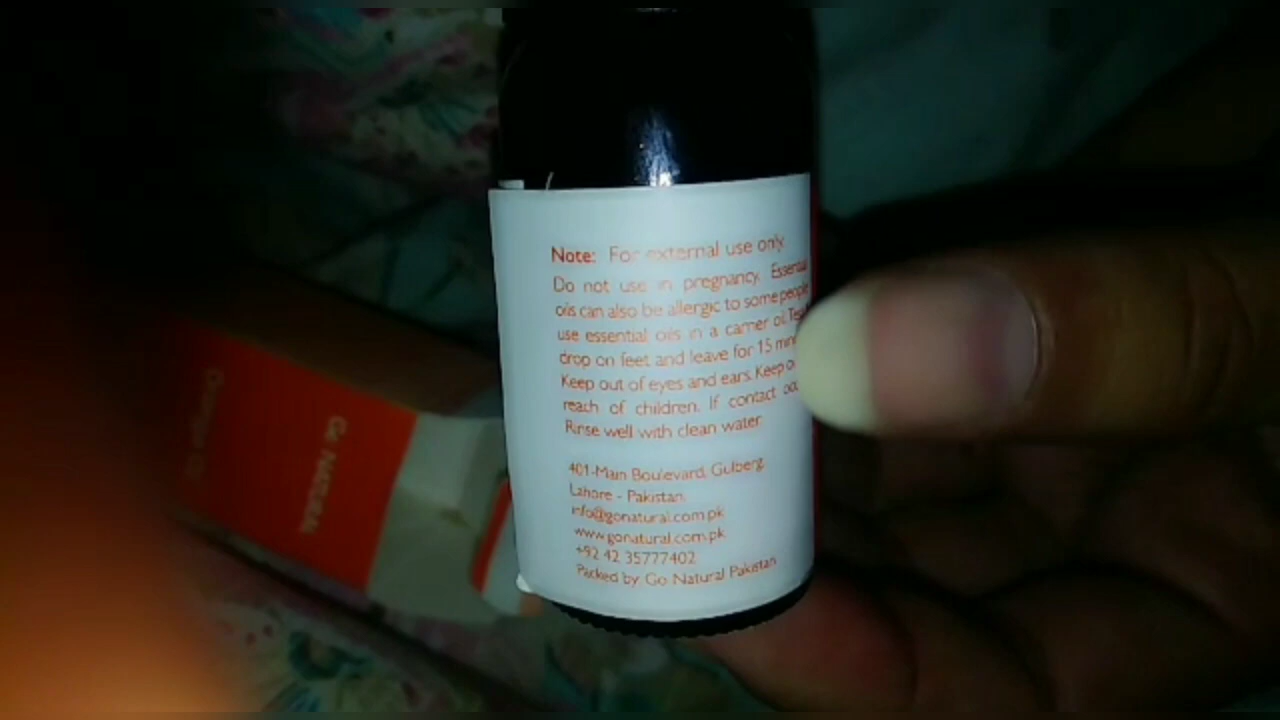 Note: For external use only.
Do not use in pregnancy. Essential
oils can also be allergic to some people
use essential oils in a carrier oil. Test
drop on feet and leave for 15 min
Keep out of eyes and ears. Keep
reach of children. If contact
Rinse well with clean water.
401-Main Boulevard, Gulberg,
Lahore - Pakistan.
info@gonatural.com.pk
www.gonatural.com.pk
+92 42 35777402
Packed by: Go Natural Pakistan
Go NATURAL